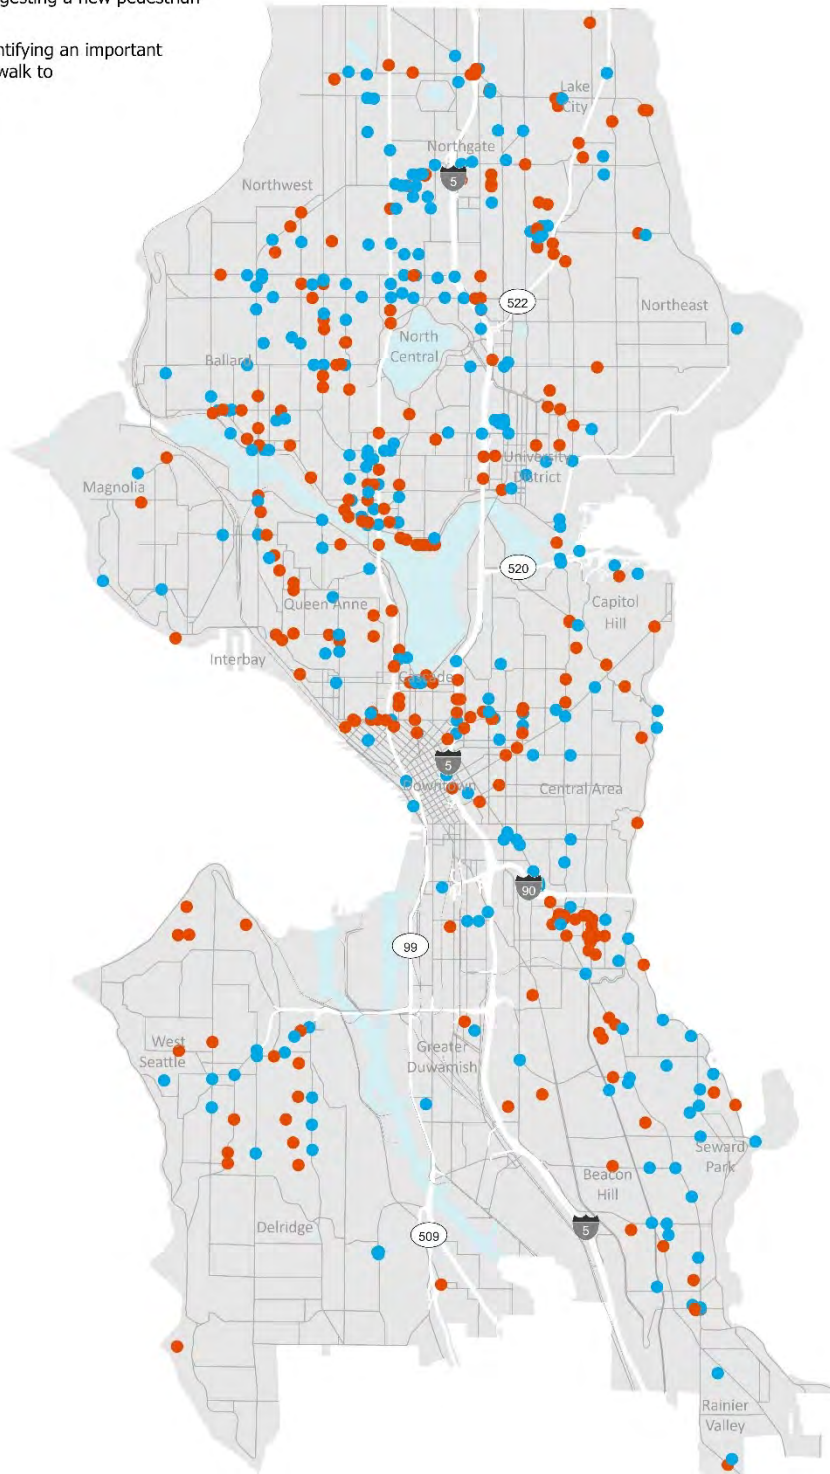 gesting a new pedestrian
ntifying an important
walk to
Lake
City
Northgate
5
Northwest
522
Northeast
North
Central
Ballard
University
District
Magnolia
520
Capitol
Hill
Queen Anne
Interbay
Cascade
5
Downtown
Central Area
90
99
West
Seattle
Greater
Duwamish
Seward
Park
Beacon
Hill
Delridge
5
509
Rainier
Valley